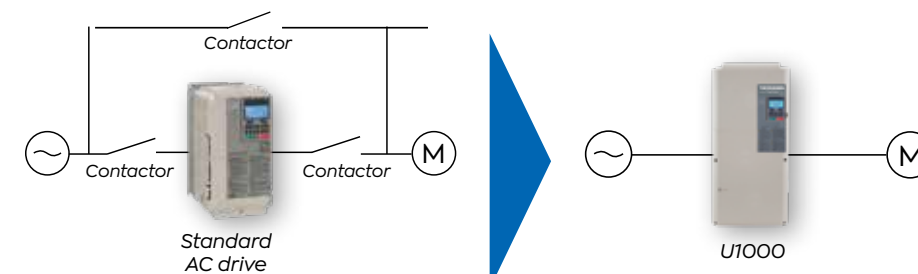 Contactor
Contactor
Contactor
M
M
Standard
AC drive
U1000